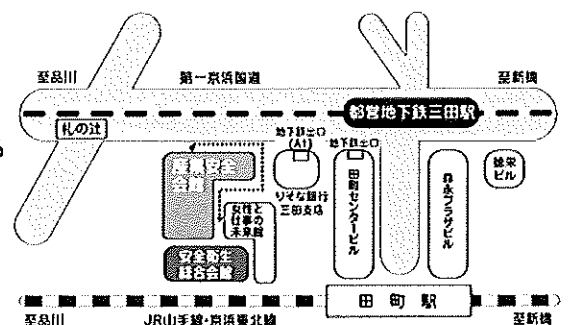 至品川
第一京浜国道
至新橋
都営地下鉄三田駅
札の辻
地下鉄出口
(A1)
地下鉄出口
産業安全
会館
りそな銀行
三田支店
田町センタービル
森永プラザビル
ビル
女性と
仕事の
未来館
安全衛生
総合会館
田町駅
至品川
JR山手線・京浜東北線
至新橋